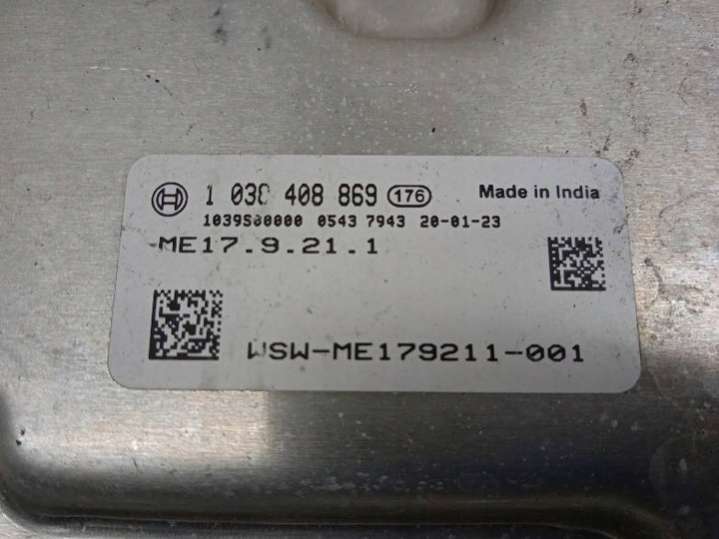 1 038 408 869 176 Made in India
1039S00000 0543 7943 20-01-23
ME17.9.21.1
WSW-ME179211-001